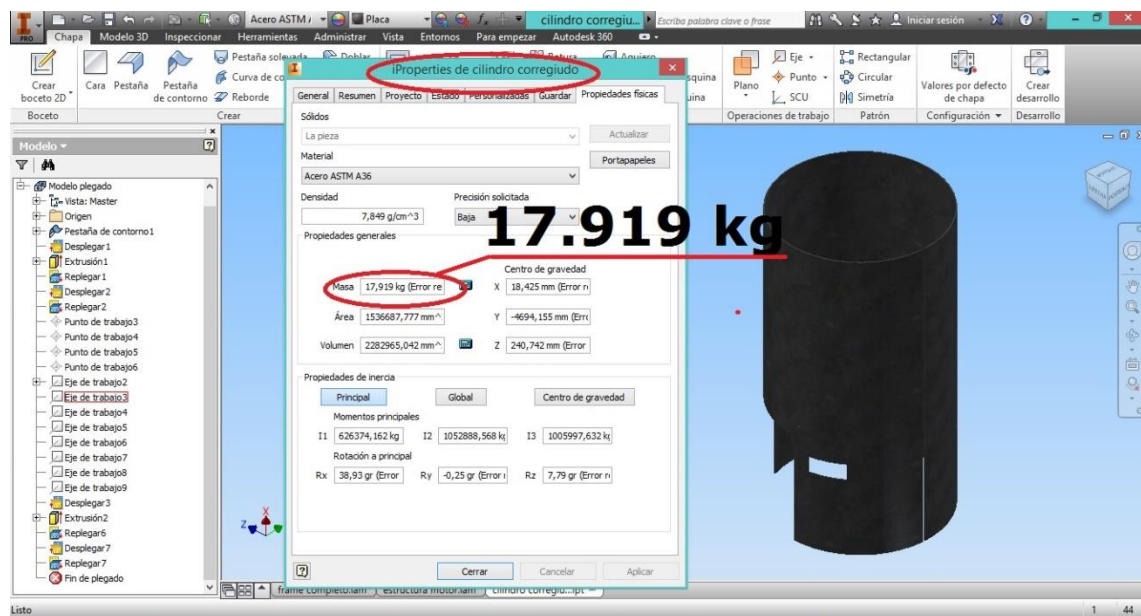 Acero ASTM /
Placa
cilindro corregiu...
Escriba palabra clave o frase
Iniciar sesión
PRO
Chapa Modelo 3D Inspeccionar Herramientas Administrar Vista Entornos Para empezar Autodesk 360
Crear boceto 2D
Cara
Pestaña
Pestaña de contorno
Pestaña solevada
Curva de co
Reborde
Doblar
Rotura
Agujero
Plano
Eje
Punto
SCU
Rectangular
Circular
Simetría
Valores por defecto de chapa
Crear desarrollo
Boceto
Crear
Operaciones de trabajo
Patrón
Configuración
Desarrollo
Modelo
Modelo plegado
Vista: Master
Origen
Pestaña de contorno1
Desplegar1
Extrusión1
Replegar1
Desplegar2
Replegar2
Punto de trabajo3
Punto de trabajo4
Punto de trabajo5
Punto de trabajo6
Eje de trabajo2
Eje de trabajo3
Eje de trabajo4
Eje de trabajo5
Eje de trabajo6
Eje de trabajo7
Eje de trabajo8
Eje de trabajo9
Desplegar3
Extrusión2
Replegar6
Desplegar7
Replegar7
Fin de plegado
iProperties de cilindro corregiudo
General Resumen Proyecto Estado Personalizadas Guardar Propiedades físicas
Sólidos
La pieza
Actualizar
Material
Portapapeles
Acero ASTM A36
Densidad
Precisión solicitada
7,849 g/cm^3
Baja
17.919 kg
Propiedades generales
Centro de gravedad
Masa 17,919 kg (Error re
X 18,425 mm (Error r
Área 1536687,777 mm^
Y -4694,155 mm (Erro
Volumen 2282965,042 mm^
Z 240,742 mm (Error
Propiedades de inercia
Principal
Global
Centro de gravedad
Momentos principales
I1 626374,162 kg
I2 1052888,568 kg
I3 1005997,632 kg
Rotación a principal
Rx 38,93 gr (Error
Ry -0,25 gr (Error
Rz 7,79 gr (Error r
Cerrar
Cancelar
Aplicar
frame completo.iam
estructura motor.iam
cilindro corregiu...ipt
Z
X
Listo
1 44